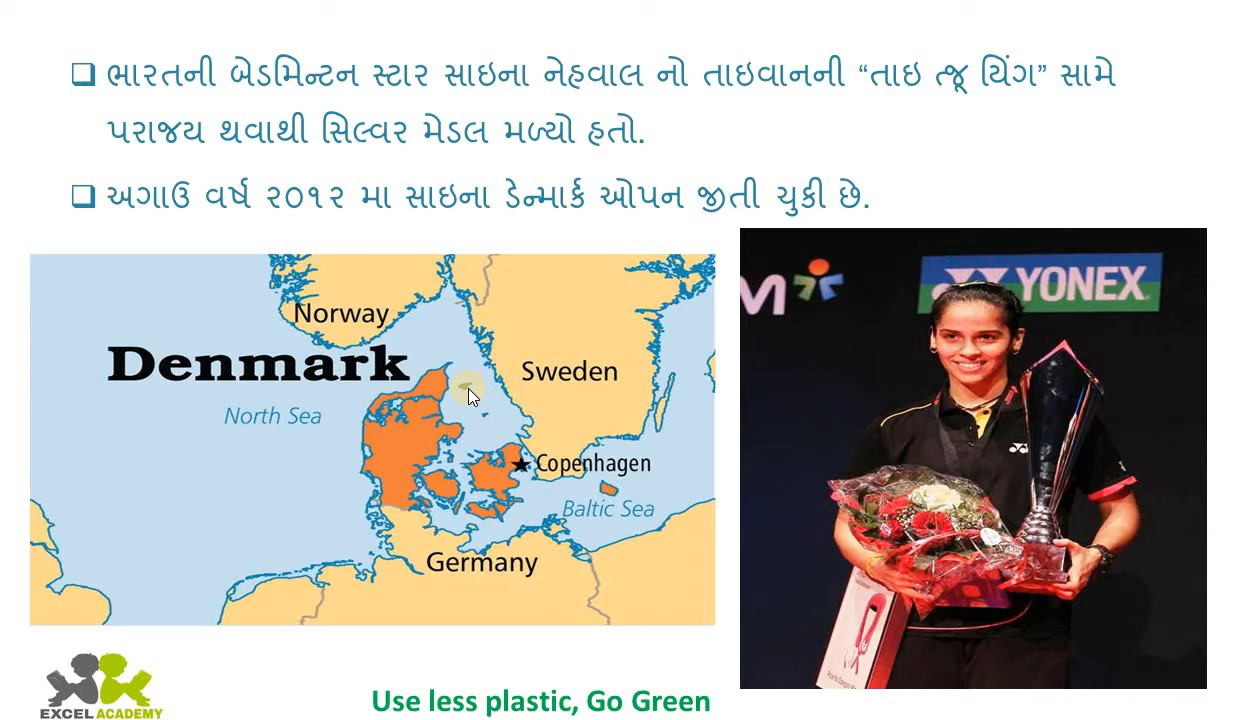 ❑ ભારતની બેડમિન્ટન સ્ટાર સાઇના નેહવાલ નો તાઇવાનની “તાઇ ત્જૂ યિંગ” સામે
પરાજય થવાથી સિલ્વર મેડલ મળ્યો હતો.
❑ અગાઉ વર્ષ ૨૦૧૨ મા સાઇના ડેન્માર્ક ઓપન જીતી ચુકી છે.
Norway
Denmark
Sweden
North Sea
Copenhagen
Baltic Sea
Germany
YONEX
EXCEL ACADEMY
Use less plastic, Go Green